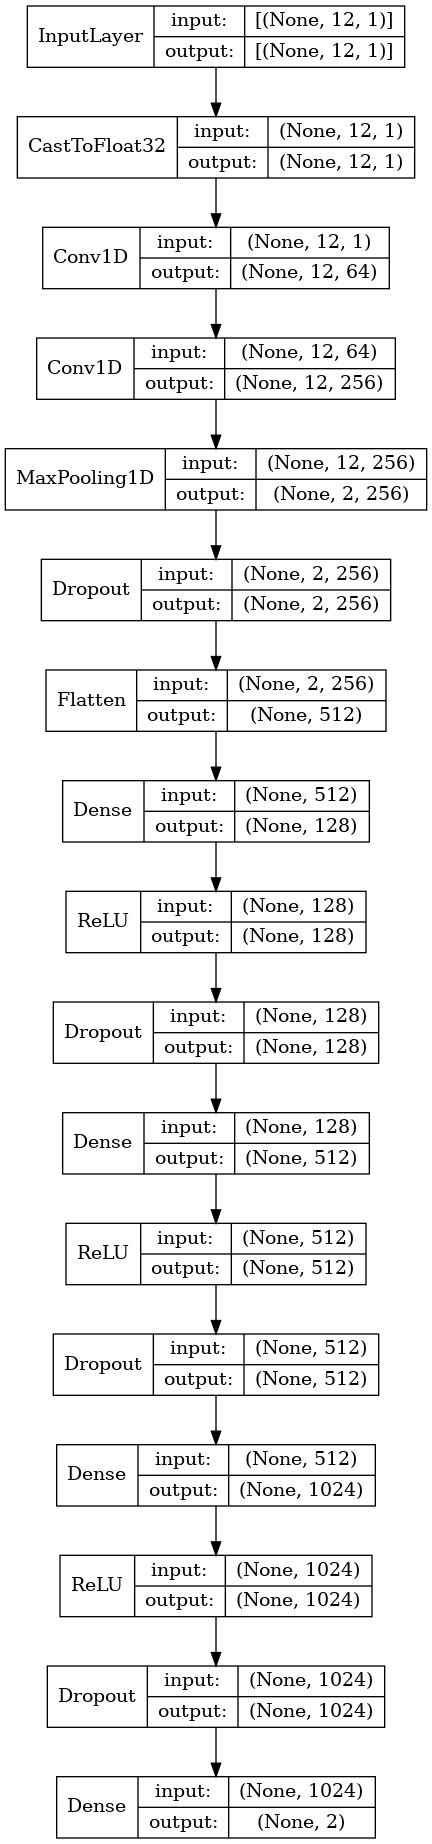 InputLayer input: [(None, 12, 1)]
output: [(None, 12, 1)]
CastToFloat32 input: (None, 12, 1)
output: (None, 12, 1)
Conv1D input: (None, 12, 1)
output: (None, 12, 64)
Conv1D input: (None, 12, 64)
output: (None, 12, 256)
MaxPooling1D input: (None, 12, 256)
output: (None, 2, 256)
Dropout input: (None, 2, 256)
output: (None, 2, 256)
Flatten input: (None, 2, 256)
output: (None, 512)
Dense input: (None, 512)
output: (None, 128)
ReLU input: (None, 128)
output: (None, 128)
Dropout input: (None, 128)
output: (None, 128)
Dense input: (None, 128)
output: (None, 512)
ReLU input: (None, 512)
output: (None, 512)
Dropout input: (None, 512)
output: (None, 512)
Dense input: (None, 512)
output: (None, 1024)
ReLU input: (None, 1024)
output: (None, 1024)
Dropout input: (None, 1024)
output: (None, 1024)
Dense input: (None, 1024)
output: (None, 2)